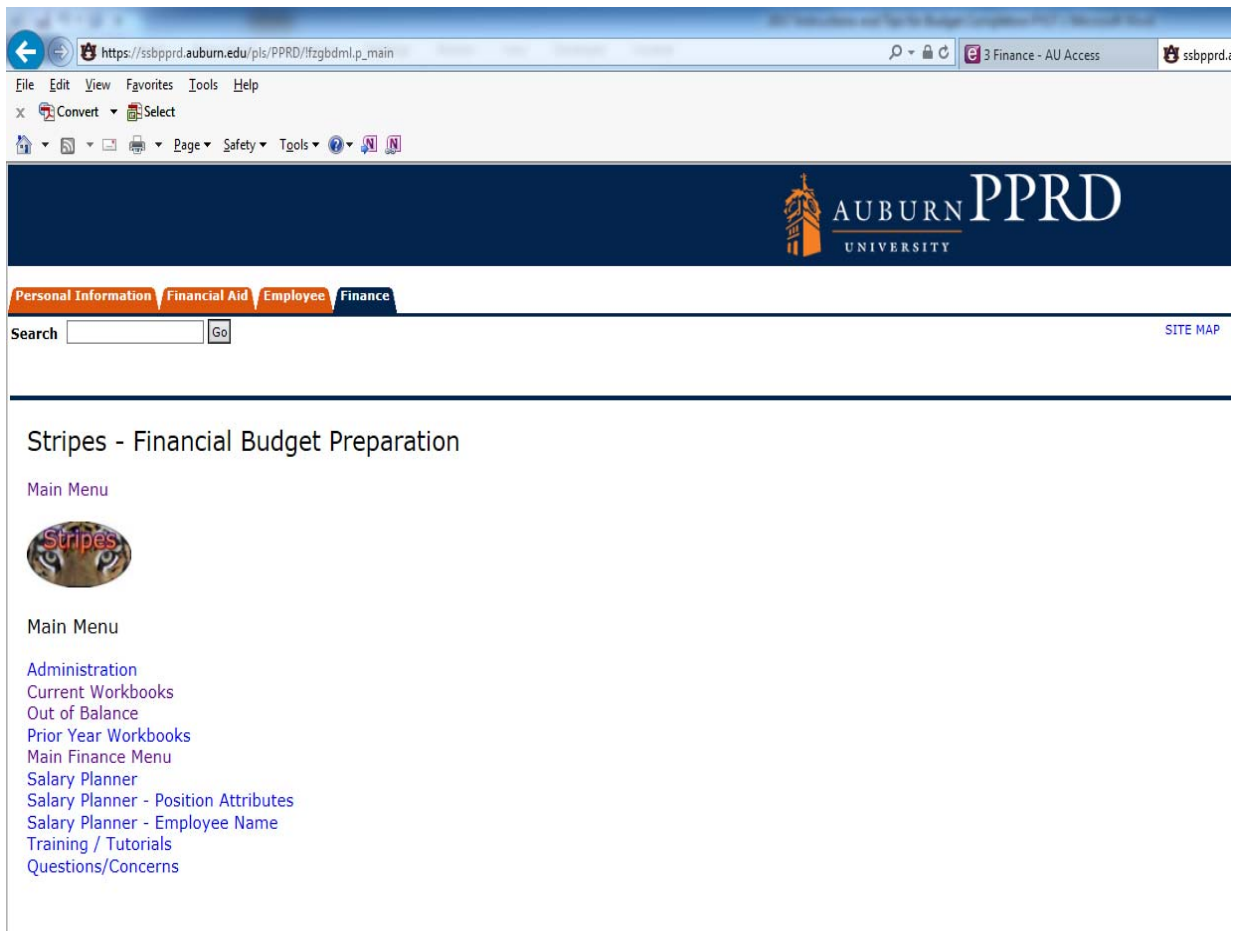 https://ssbpprd.auburn.edu/pls/PPRD/!fzgbdml.p_main
3 Finance - AU Access
ssbpprd.a
File Edit View Favorites Tools Help
x Convert Select
Page Safety Tools
AUBURN PPRD
UNIVERSITY
Personal Information Financial Aid Employee Finance
Search Go SITE MAP
Stripes - Financial Budget Preparation
Main Menu
Stripes
Main Menu
Administration
Current Workbooks
Out of Balance
Prior Year Workbooks
Main Finance Menu
Salary Planner
Salary Planner - Position Attributes
Salary Planner - Employee Name
Training / Tutorials
Questions/Concerns